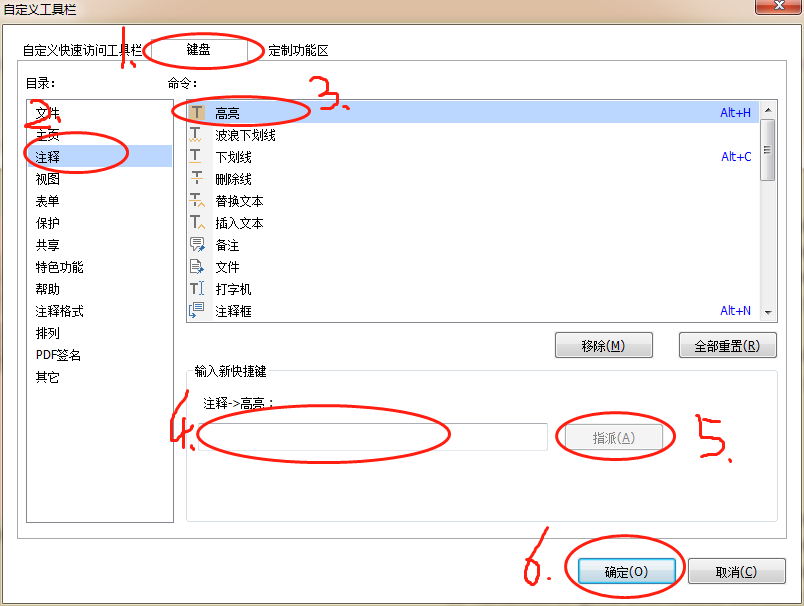 自定义工具栏
自定义快速访问工具栏 键盘 定制功能区
1.
目录: 命令:
2.
3.
文件
主页
注释
视图
表单
保护
共享
特色功能
帮助
注释格式
排列
PDF签名
其它
高亮 Alt+H
波浪下划线
下划线 Alt+C
删除线
替换文本
插入文本
备注
文件
打字机
注释框 Alt+N
移除(M) 全部重置(R)
输入新快捷键
注释->高亮:
4.
指派(A)
5.
6.
确定(O) 取消(C)